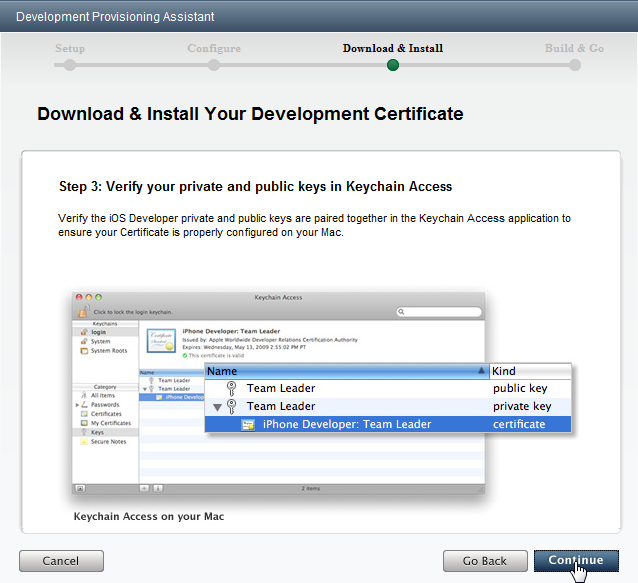 Development Provisioning Assistant
Setup
Configure
Download & Install
Build & Go
Download & Install Your Development Certificate
Step 3: Verify your private and public keys in Keychain Access
Verify the iOS Developer private and public keys are paired together in the Keychain Access application to
ensure your Certificate is properly configured on your Mac.
Keychain Access
Click to lock the login keychain.
Keychains
login
System
System Roots
iPhone Developer: Team Leader
Issued by: Apple Worldwide Developer Relations Certification Authority
Expires: Wednesday, May 13, 2009 2:55:02 PM PT
This certificate is valid
Name
Team Leader
Team Leader
iPhone Develop
Category
All Items
Passwords
Certificates
My Certificates
Keys
Secure Notes
Name Kind
Team Leader public key
Team Leader private key
iPhone Developer: Team Leader certificate
2 items
Keychain Access on your Mac
Cancel
Go Back
Continue